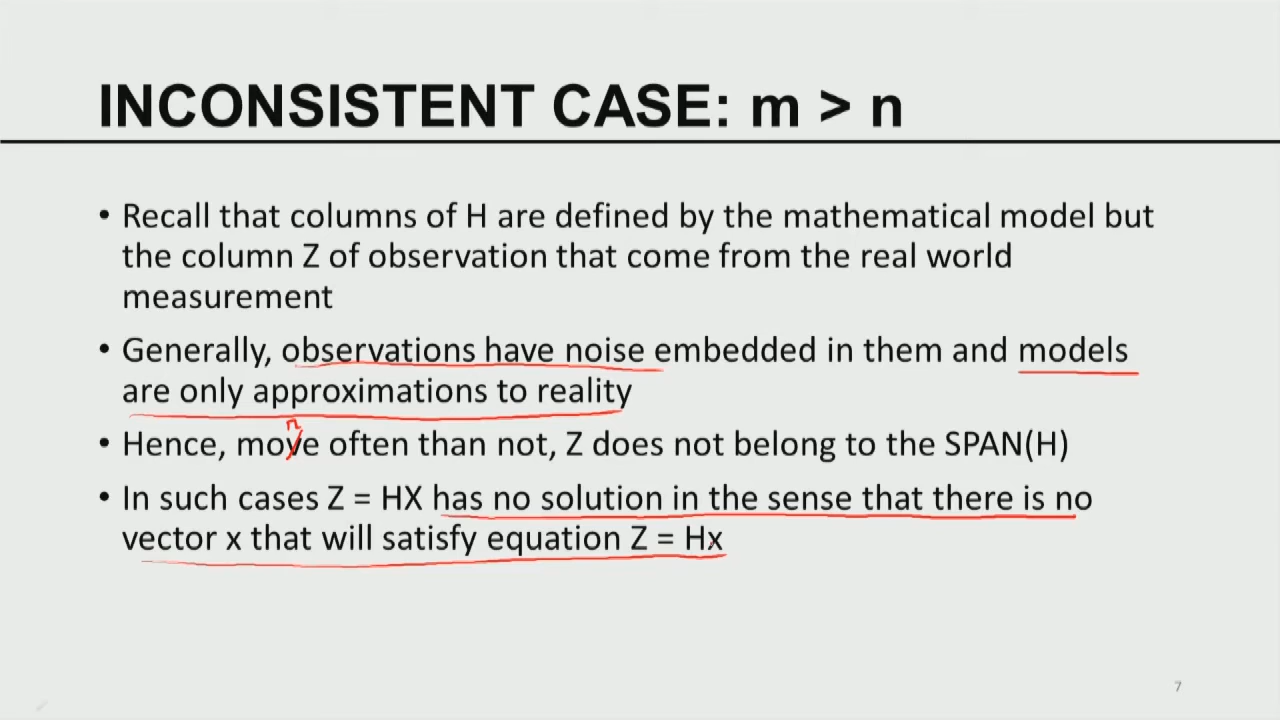 INCONSISTENT CASE: m > n
• Recall that columns of H are defined by the mathematical model but
the column Z of observation that come from the real world
measurement
• Generally, observations have noise embedded in them and models
are only approximations to reality
r
• Hence, move often than not, Z does not belong to the SPAN(H)
• In such cases Z = HX has no solution in the sense that there is no
vector x that will satisfy equation Z = Hx
7